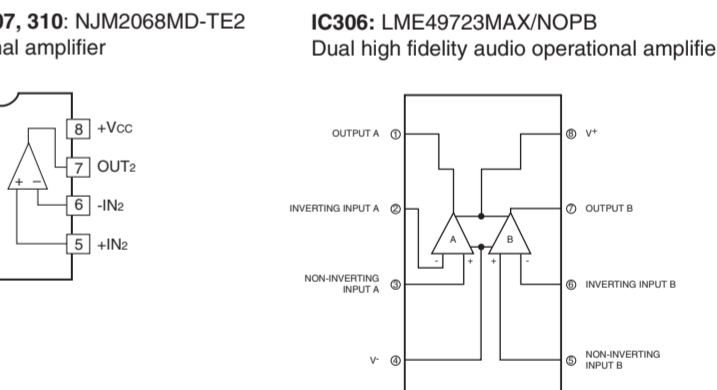 07, 310: NJM2068MD-TE2
nal amplifier
8 +Vcc
7 OUT2
6 -IN2
5 +IN2
+ −
IC306: LME49723MAX/NOPB
Dual high fidelity audio operational amplifie
OUTPUT A ①
INVERTING INPUT A ②
NON-INVERTING
INPUT A ③
V- ④
⑧ V+
⑦ OUTPUT B
⑥ INVERTING INPUT B
⑤ NON-INVERTING
INPUT B
A B
- + + -